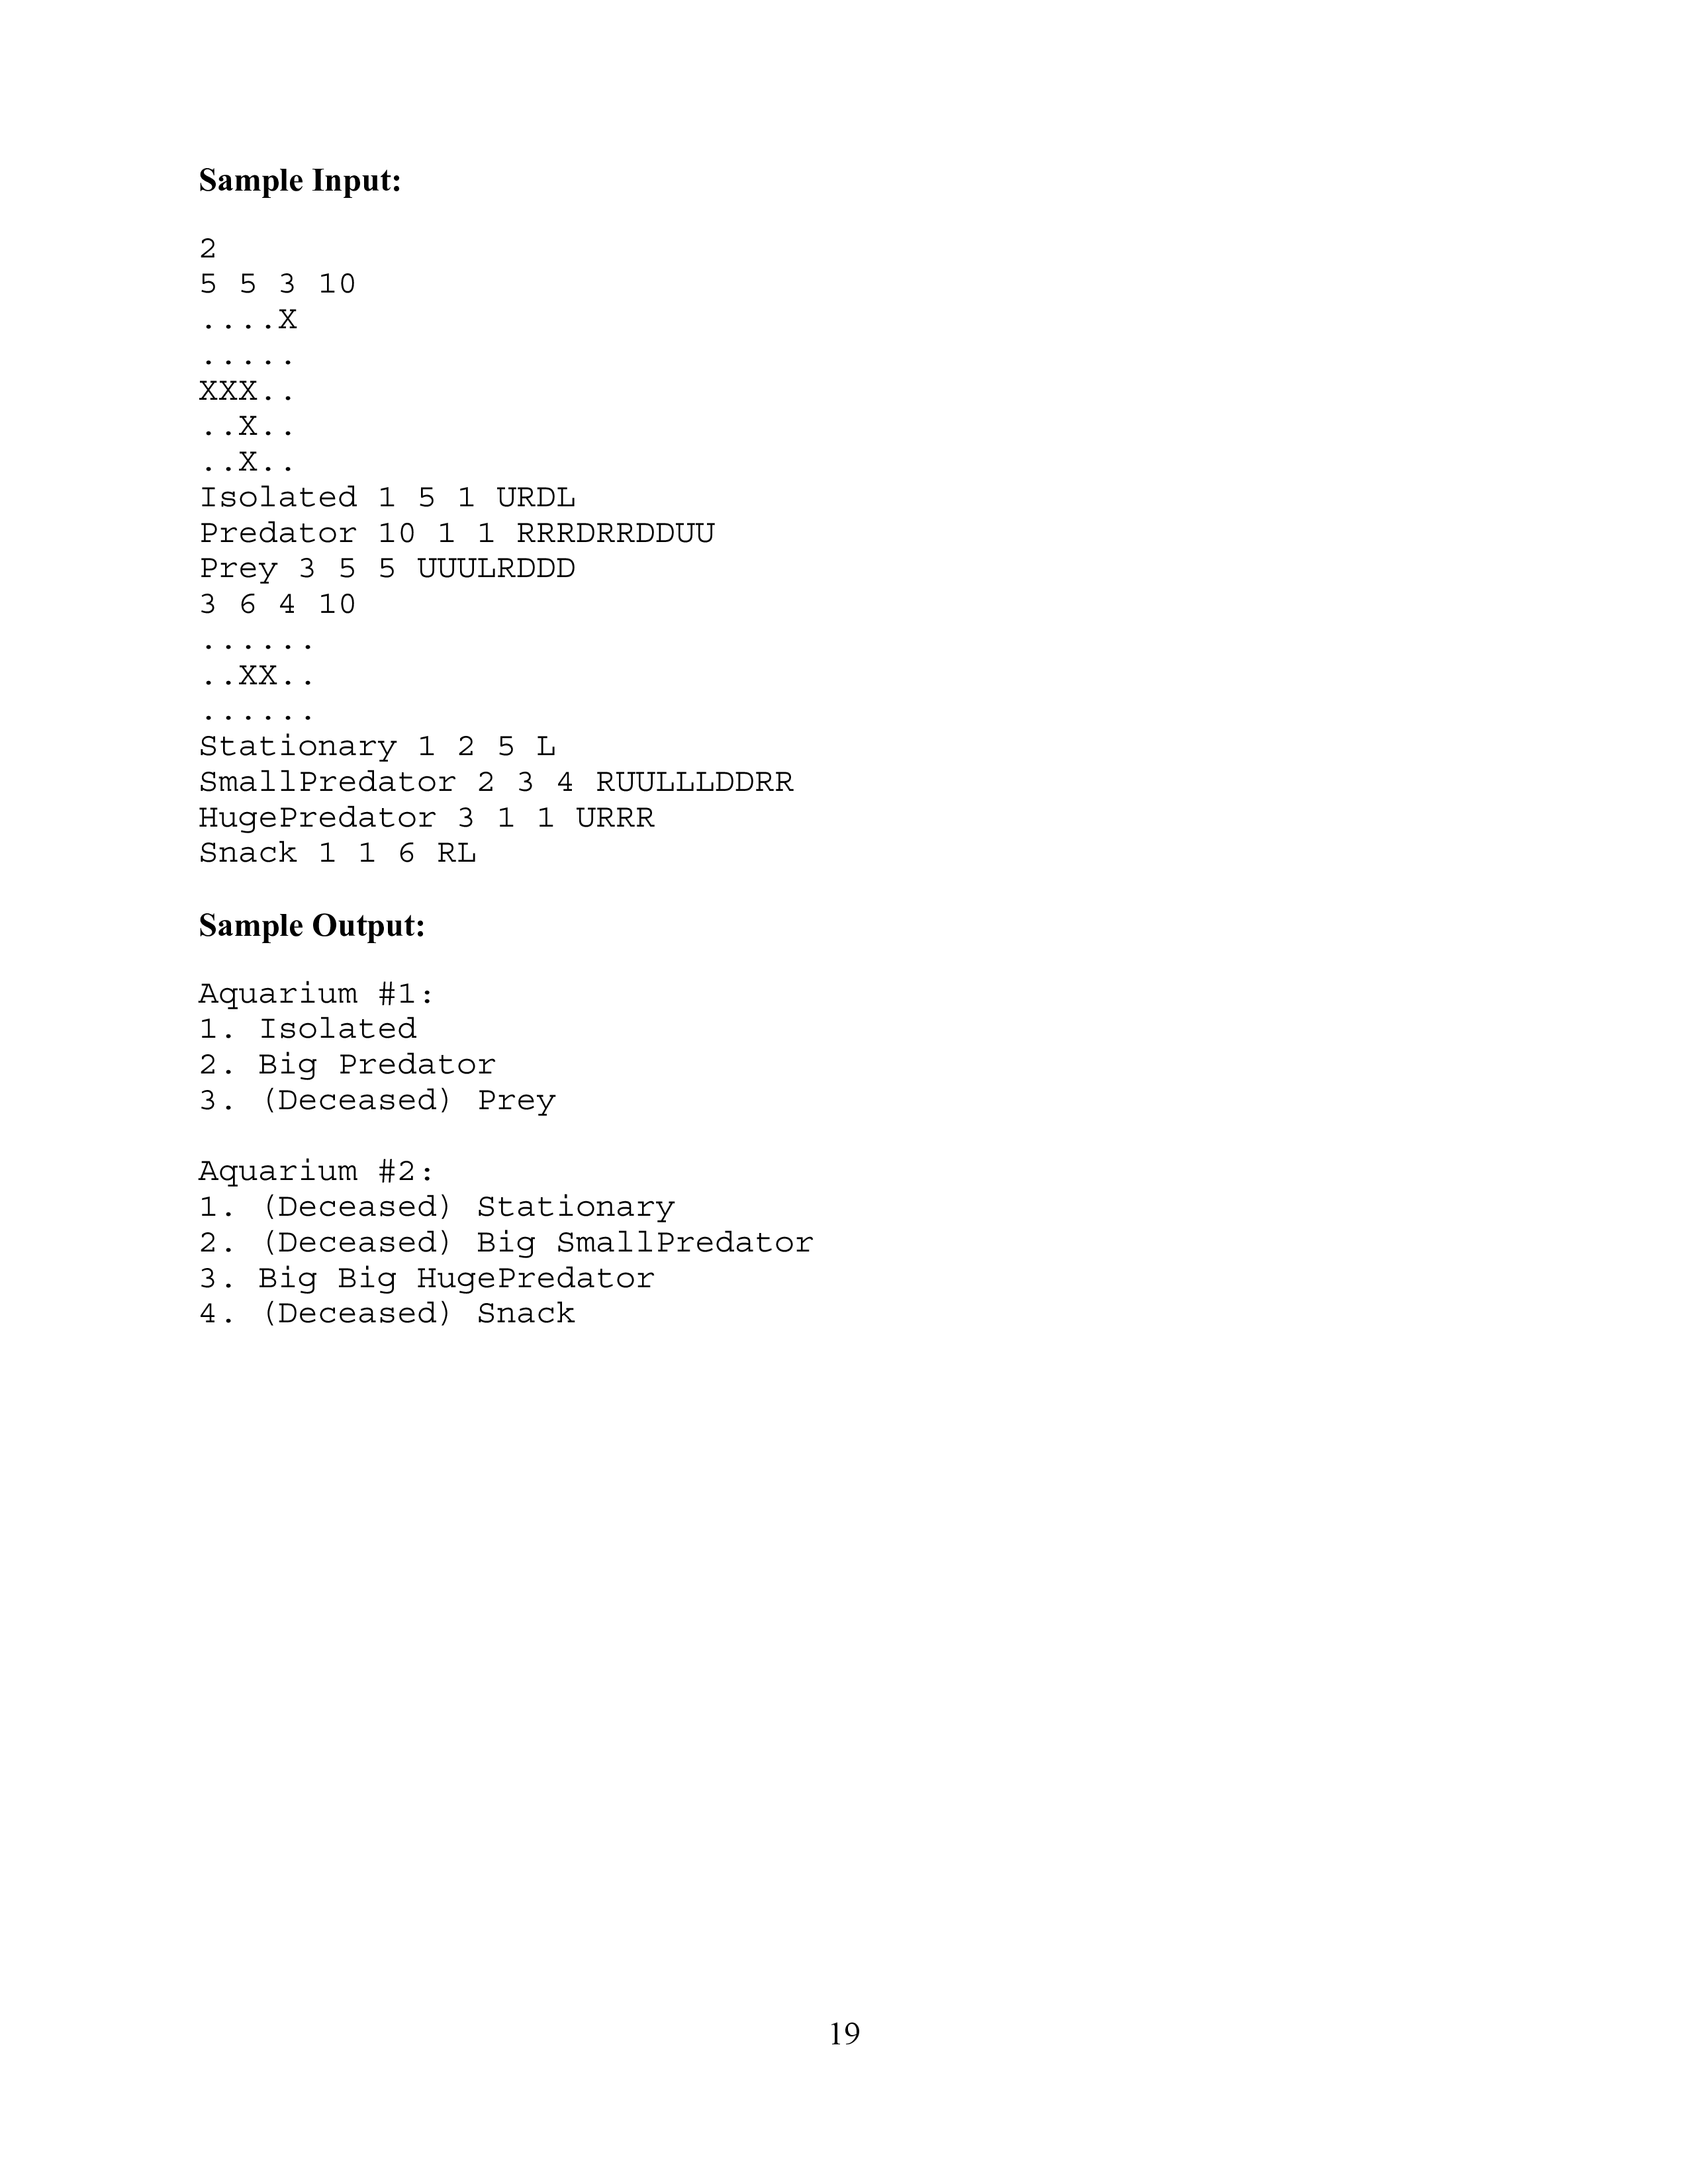 Sample Input:
2
5 5 3 10
....X
.....
XXX..
..X..
..X..
Isolated 1 5 1 URDL
Predator 10 1 1 RRRDRRDDUU
Prey 3 5 5 UUULRDDD
3 6 4 10
......
..XX..
......
Stationary 1 2 5 L
SmallPredator 2 3 4 RUULLLDDRR
HugePredator 3 1 1 URRR
Snack 1 1 6 RL
Sample Output:
Aquarium #1:
1. Isolated
2. Big Predator
3. (Deceased) Prey
Aquarium #2:
1. (Deceased) Stationary
2. (Deceased) Big SmallPredator
3. Big Big HugePredator
4. (Deceased) Snack
19